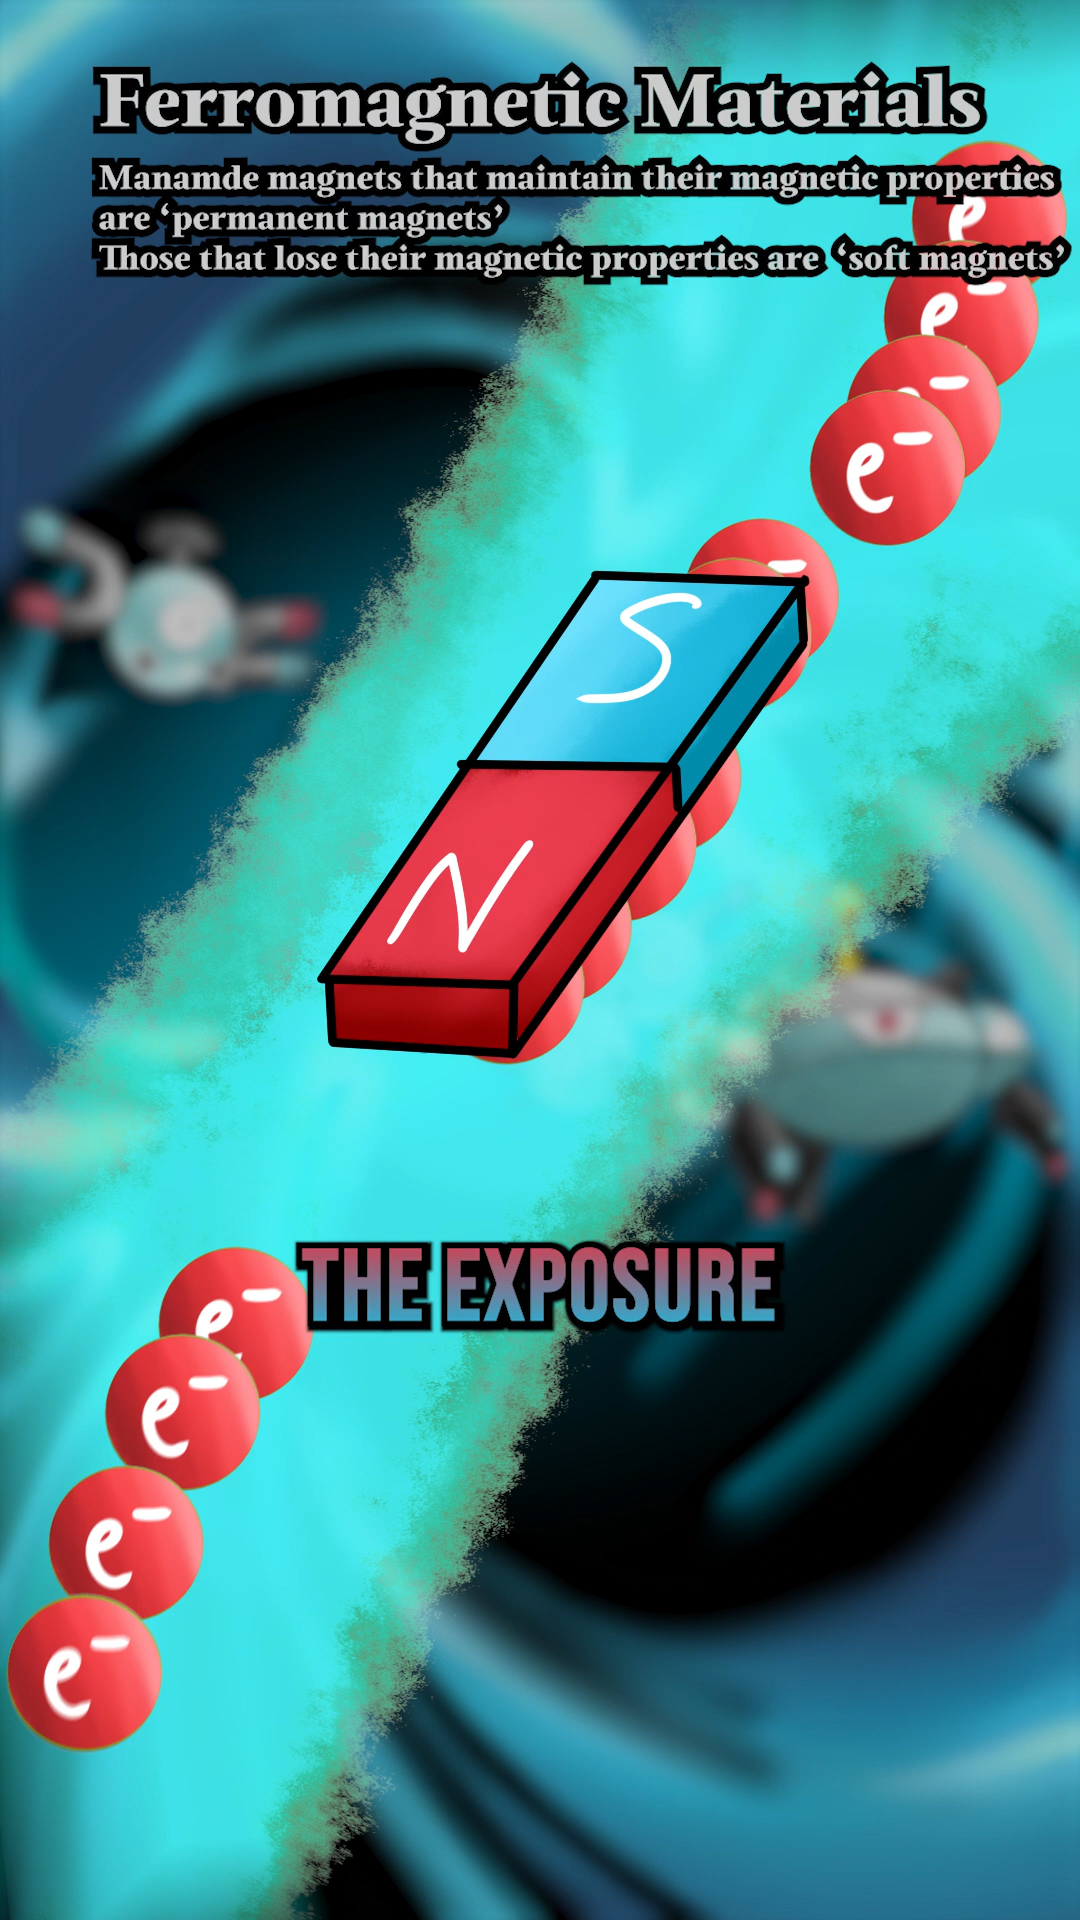 Ferromagnetic Materials
Manamde magnets that maintain their magnetic properties
are ‘permanent magnets’
Those that lose their magnetic properties are ‘soft magnets’
e
e
e-
e-
S
N
THE EXPOSURE
e-
e-
e-
e-